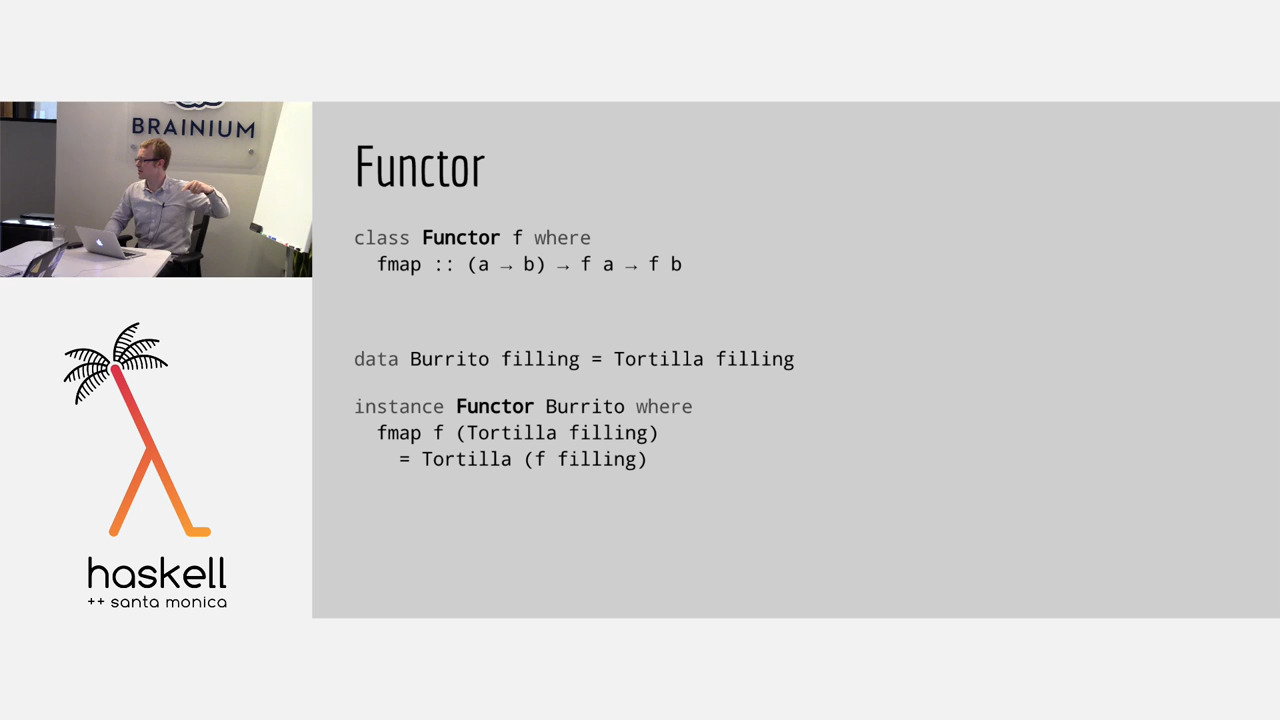 BRAINIUM
Functor
class Functor f where
fmap :: (a → b) → f a → f b
data Burrito filling = Tortilla filling
instance Functor Burrito where
fmap f (Tortilla filling)
= Tortilla (f filling)
haskell
++ santa monica